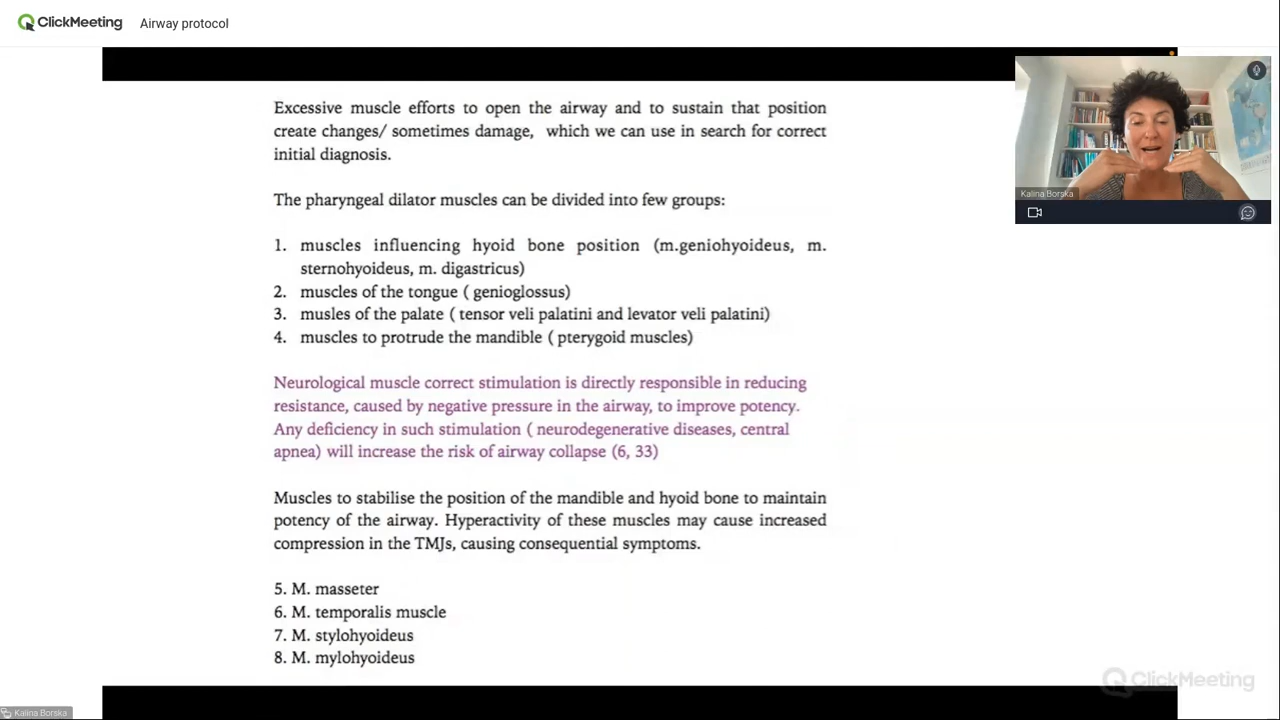 ClickMeeting Airway protocol
Excessive muscle efforts to open the airway and to sustain that position
create changes/ sometimes damage, which we can use in search for correct
initial diagnosis.
The pharyngeal dilator muscles can be divided into few groups:
1. muscles influencing hyoid bone position (m.geniohyoideus, m.
sternohyoideus, m. digastricus)
2. muscles of the tongue ( genioglossus)
3. musles of the palate ( tensor veli palatini and levator veli palatini)
4. muscles to protrude the mandible ( pterygoid muscles)
Neurological muscle correct stimulation is directly responsible in reducing
resistance, caused by negative pressure in the airway, to improve potency.
Any deficiency in such stimulation ( neurodegenerative diseases, central
apnea) will increase the risk of airway collapse (6, 33)
Muscles to stabilise the position of the mandible and hyoid bone to maintain
potency of the airway. Hyperactivity of these muscles may cause increased
compression in the TMJs, causing consequential symptoms.
5. M. masseter
6. M. temporalis muscle
7. M. stylohyoideus
8. M. mylohyoideus
Kalina Borska
ClickMeeting
Kalina Borska